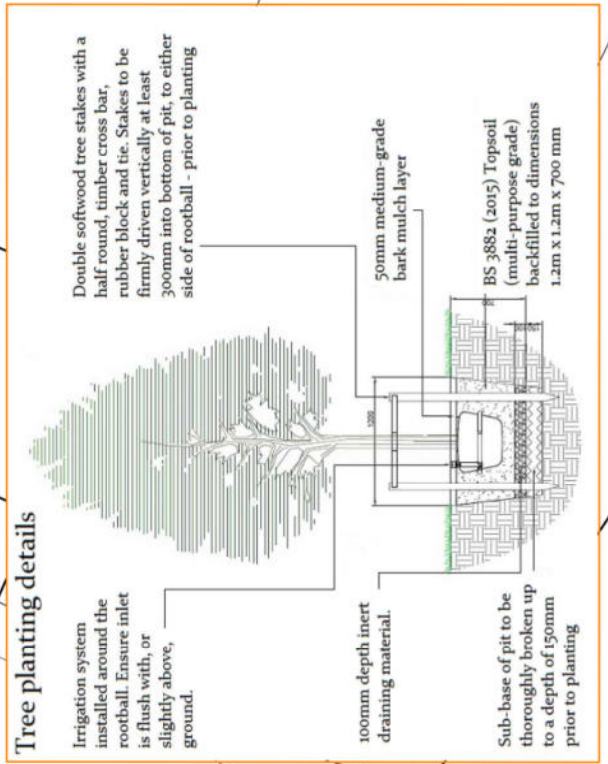 Tree planting details
Irrigation system
installed around the
rootball. Ensure inlet
is flush with, or
slightly above,
ground.
100mm depth inert
draining material.
Sub-base of pit to be
thoroughly broken up
to a depth of 150mm
prior to planting
Double softwood tree stakes with a
half round, timber cross bar,
rubber block and tie. Stakes to be
firmly driven vertically at least
300mm into bottom of pit, to either
side of rootball - prior to planting
50mm medium-grade
bark mulch layer
BS 3882 (2015) Topsoil
(multi-purpose grade)
backfilled to dimensions
1.2m x 1.2m x 700 mm
1200
700